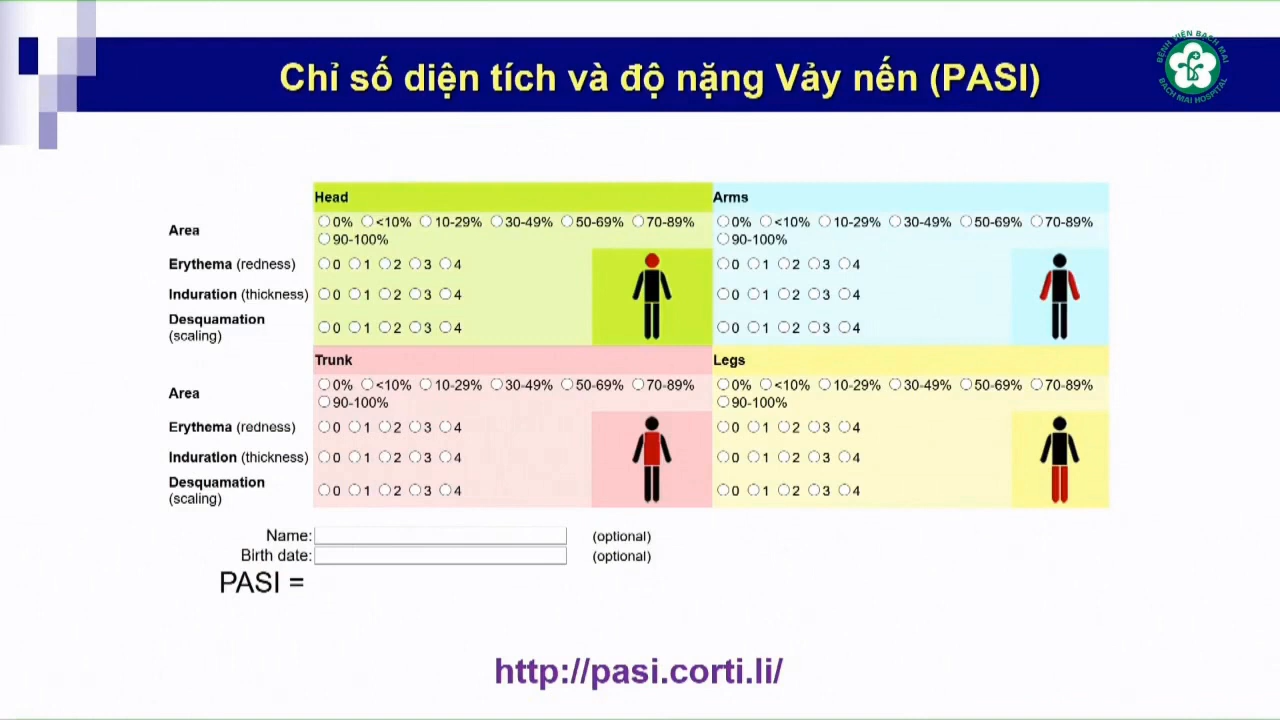 Chỉ số diện tích và độ nặng Vảy nến (PASI)
BỆNH VIỆN BẠCH MAI
BACH MAI HOSPITAL
Head
Arms
Area
0% <10% 10-29% 30-49% 50-69% 70-89%
90-100%
0% <10% 10-29% 30-49% 50-69% 70-89%
90-100%
Erythema (redness) 0 1 2 3 4 0 1 2 3 4
Induration (thickness) 0 1 2 3 4 0 1 2 3 4
Desquamation
(scaling)
0 1 2 3 4 0 1 2 3 4
Trunk
Legs
Area
0% <10% 10-29% 30-49% 50-69% 70-89%
90-100%
0% <10% 10-29% 30-49% 50-69% 70-89%
90-100%
Erythema (redness) 0 1 2 3 4 0 1 2 3 4
Induration (thickness) 0 1 2 3 4 0 1 2 3 4
Desquamation
(scaling)
0 1 2 3 4 0 1 2 3 4
Name: (optional)
Birth date: (optional)
PASI =
http://pasi.corti.li/